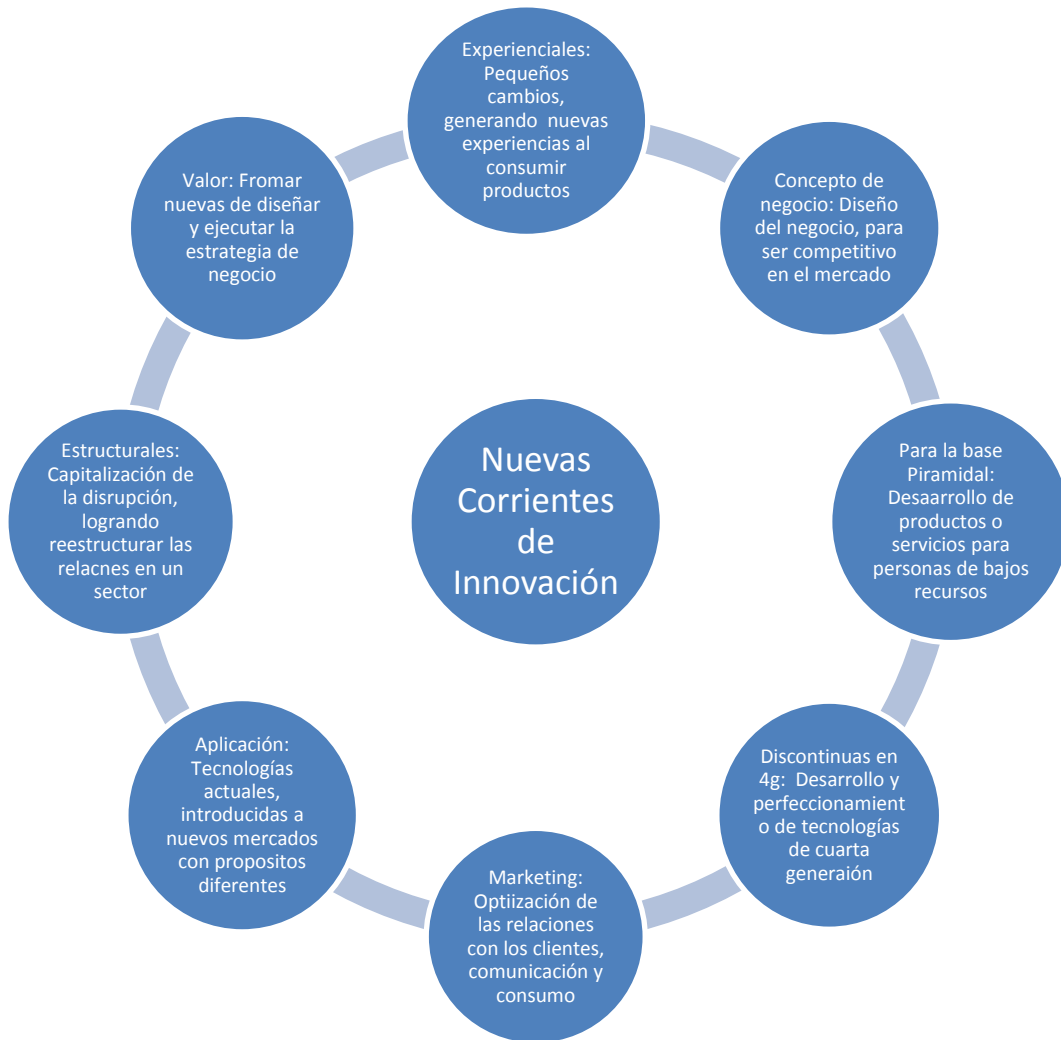 Experienciales:
Pequeños
cambios,
generando nuevas
experiencias al
consumir
productos
Concepto de
negocio: Diseño
del negocio, para
ser competitivo
en el mercado
Para la base
Piramidal:
Desaarrollo de
productos o
servicios para
personas de bajos
recursos
Discontinuas en
4g: Desarrollo y
perfeccionamient
o de tecnologías
de cuarta
generaión
Marketing:
Optiización de
las relaciones
con los clientes,
comunicación y
consumo
Aplicación:
Tecnologías
actuales,
introducidas a
nuevos mercados
con propositos
diferentes
Estructurales:
Capitalización de
la disrupción,
logrando
reestructurar las
relacnes en un
sector
Valor: Fromar
nuevas de diseñar
y ejecutar la
estrategia de
negocio
Nuevas
Corrientes
de
Innovación